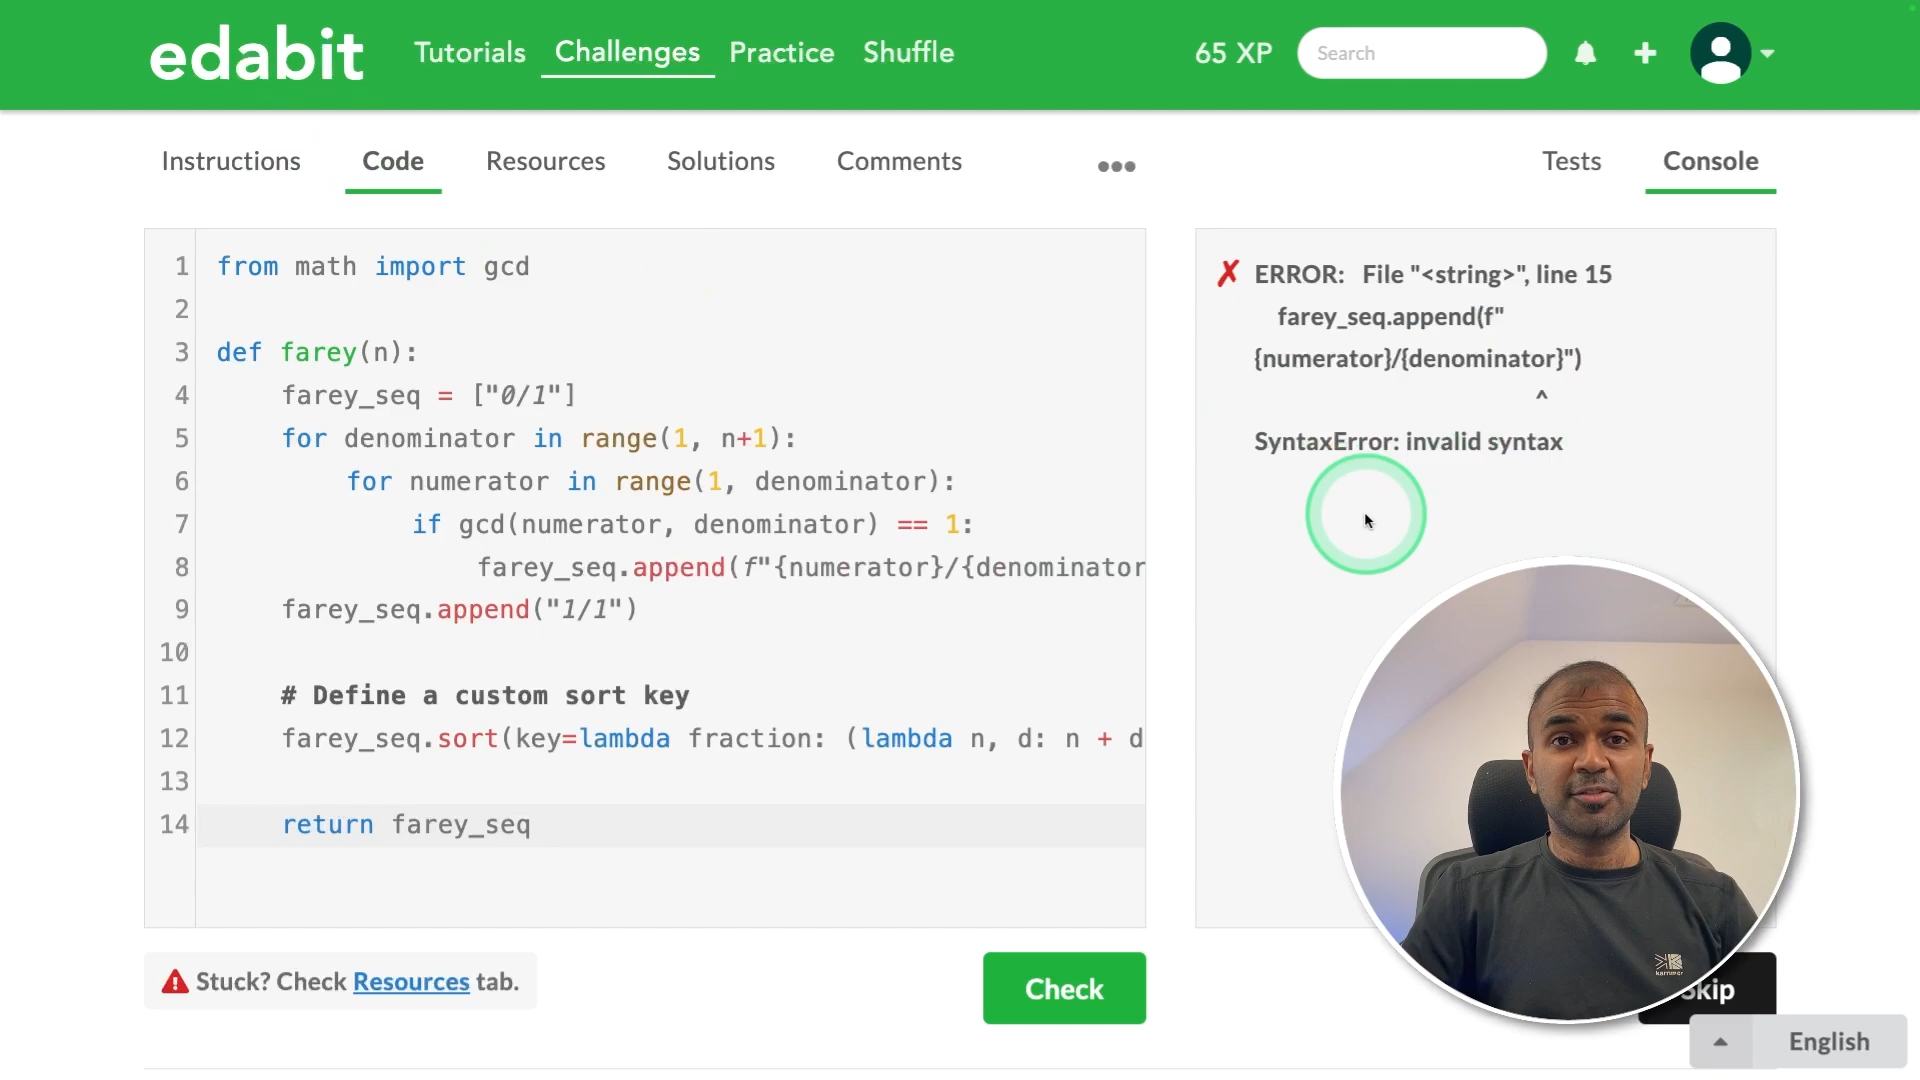 edabit Tutorials Challenges Practice Shuffle 65 XP Search
Instructions Code Resources Solutions Comments Tests Console
1 from math import gcd
2
3 def farey(n):
4 farey_seq = ["0/1"]
5 for denominator in range(1, n+1):
6 for numerator in range(1, denominator):
7 if gcd(numerator, denominator) == 1:
8 farey_seq.append(f"{numerator}/{denominator
9 farey_seq.append("1/1")
10
11 # Define a custom sort key
12 farey_seq.sort(key=lambda fraction: (lambda n, d: n + d
13
14 return farey_seq
✗ ERROR: File "<string>", line 15
farey_seq.append(f"
{numerator}/{denominator}")
^
SyntaxError: invalid syntax
Stuck? Check Resources tab.
Check
Skip
English
karrimor